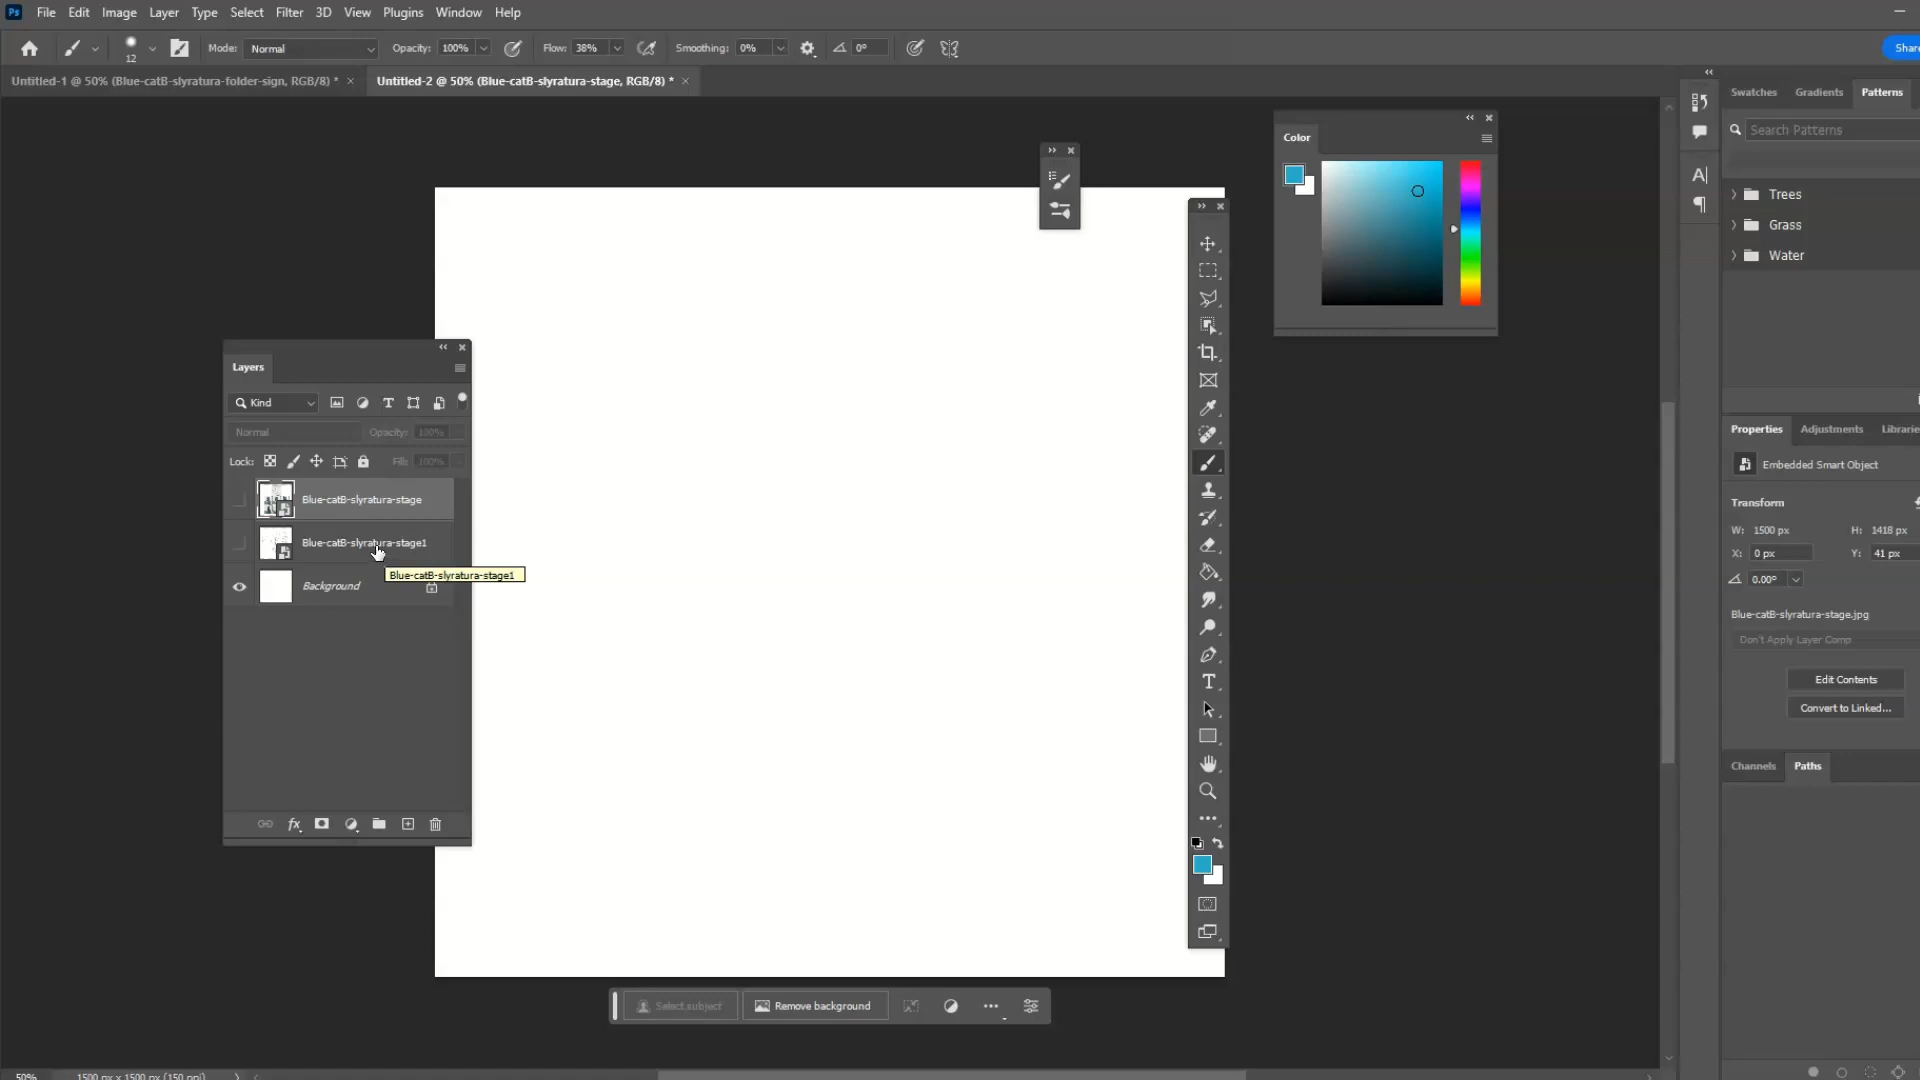 Ps File Edit Image Layer Type Select Filter 3D View Plugins Window Help
12 Mode: Normal Opacity: 100% Flow: 38% Smoothing: 0% 0° Share
Untitled-1 @ 50% (Blue-catB-slyratura-folder-sign, RGB/8) * × Untitled-2 @ 50% (Blue-catB-slyratura-stage, RGB/8) * ×
Swatches Gradients Patterns
Search Patterns
Trees
Grass
Water
Color
Layers
Kind
Normal Opacity: 100%
Lock: Fill: 100%
Blue-catB-slyratura-stage
Blue-catB-slyratura-stage1
Blue-catB-slyratura-stage1
Background
Properties Adjustments Librarie
Embedded Smart Object
Transform
W: 1500 px H: 1418 px
X: 0 px Y: 41 px
0.00°
Blue-catB-slyratura-stage.jpg
Don't Apply Layer Comp
Edit Contents
Convert to Linked...
Channels Paths
Select subject Remove background
50% 1500 px x 1500 px (150 ppi)